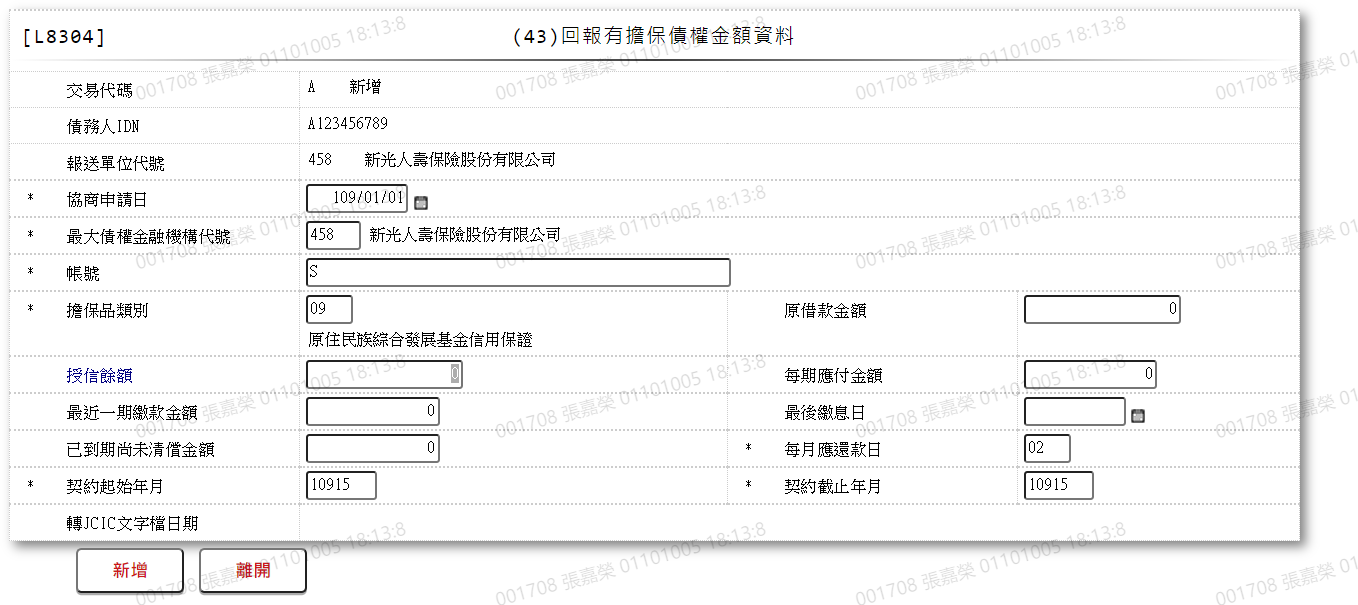 [L8304] (43)回報有擔保債權金額資料
交易代碼 A 新增
債務人IDN A123456789
報送單位代號 458 新光人壽保險股份有限公司
* 協商申請日 109/01/01
* 最大債權金融機構代號 458 新光人壽保險股份有限公司
* 帳號 S
* 擔保品類別 09 原借款金額 0
原住民族綜合發展基金信用保證
授信餘額 0 每期應付金額 0
最近一期繳款金額 0 最後繳息日
已到期尚未清償金額 0 * 每月應還款日 02
* 契約起始年月 10915 * 契約截止年月 10915
轉JCIC文字檔日期
新增 離開
001708 張嘉榮 01101005 18:13:8